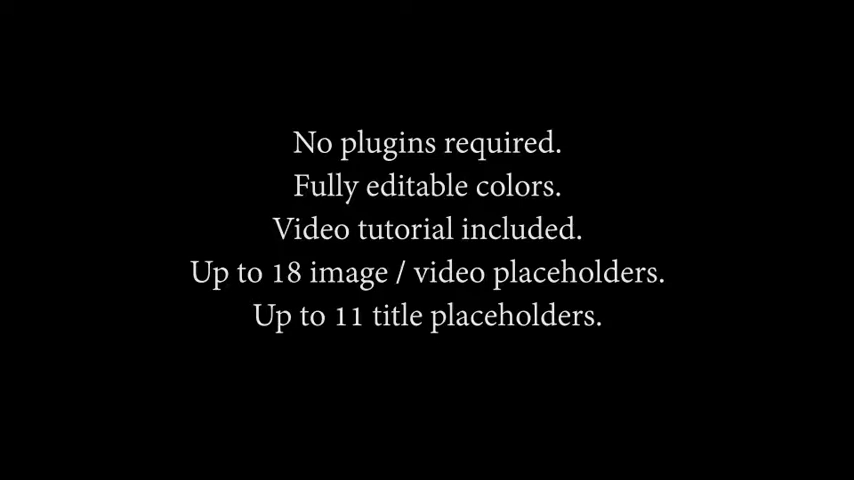 No plugins required.
Fully editable colors.
Video tutorial included.
Up to 18 image / video placeholders.
Up to 11 title placeholders.